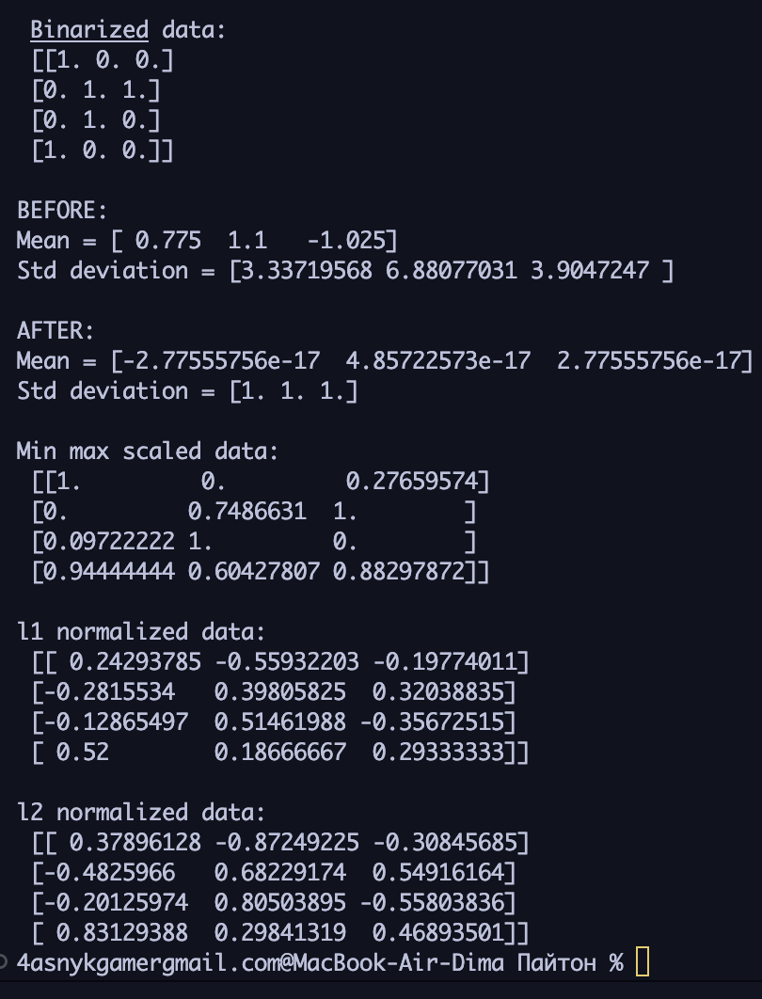 Binarized data:
[[1. 0. 0.]
[0. 1. 1.]
[0. 1. 0.]
[1. 0. 0.]]
BEFORE:
Mean = [ 0.775  1.1   -1.025]
Std deviation = [3.33719568 6.88077031 3.9047247 ]
AFTER:
Mean = [-2.77555756e-17  4.85722573e-17  2.77555756e-17]
Std deviation = [1. 1. 1.]
Min max scaled data:
[[1.         0.         0.27659574]
[0.         0.7486631  1.        ]
[0.09722222 1.         0.        ]
[0.94444444 0.60427807 0.88297872]]
l1 normalized data:
[[ 0.24293785 -0.55932203 -0.19774011]
[-0.2815534   0.39805825  0.32038835]
[-0.12865497  0.51461988 -0.35672515]
[ 0.52        0.18666667  0.29333333]]
l2 normalized data:
[[ 0.37896128 -0.87249225 -0.30845685]
[-0.4825966   0.68229174  0.54916164]
[-0.20125974  0.80503895 -0.55803836]
[ 0.83129388  0.29841319  0.46893501]]
4asnykgamergmail.com@MacBook-Air-Dima Пайтон %